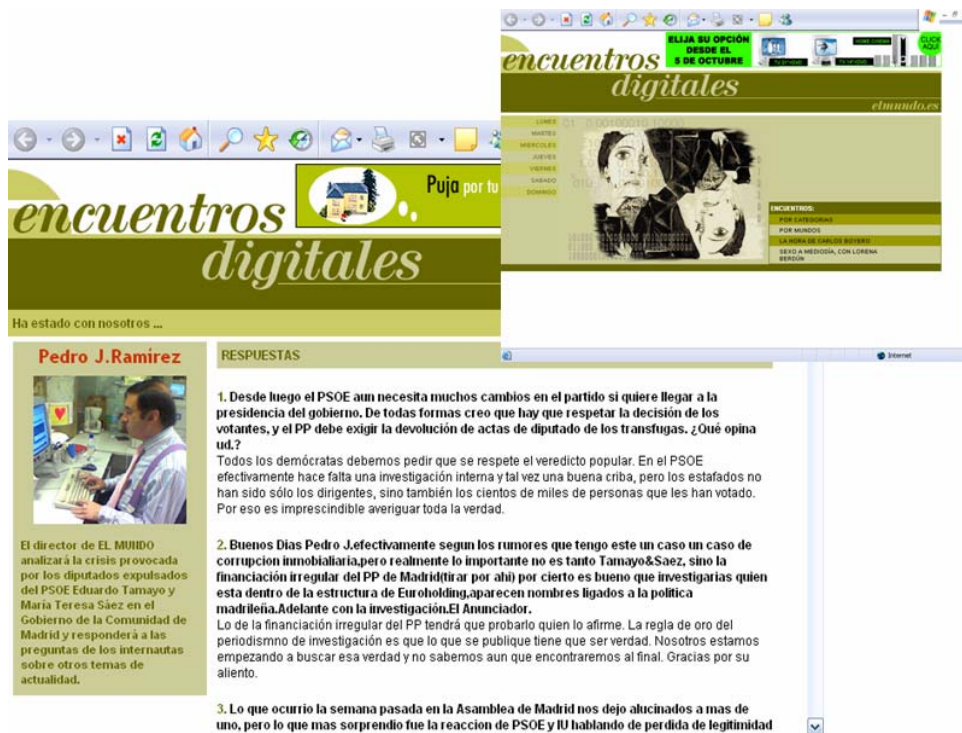 encuentros
digitales
Puja por tu
Ha estado con nosotros ...
Pedro J.Ramírez
El director de EL MUNDO
analizará la crisis provocada
por los diputados expulsados
del PSOE Eduardo Tamayo y
María Teresa Sáez en el
Gobierno de la Comunidad de
Madrid y responderá a las
preguntas de los internautas
sobre otros temas de
actualidad.
RESPUESTAS
1. Desde luego el PSOE aun necesita muchos cambios en el partido si quiere llegar a la
presidencia del gobierno. De todas formas creo que hay que respetar la decisión de los
votantes, y el PP debe exigir la devolución de actas de diputado de los transfugas. ¿Qué opina
ud.?
Todos los demócratas debemos pedir que se respete el veredicto popular. En el PSOE
efectivamente hace falta una investigación interna y tal vez una buena criba, pero los estafados no
han sido sólo los dirigentes, sino también los cientos de miles de personas que les han votado.
Por eso es imprescindible averiguar toda la verdad.
2. Buenos Dias Pedro J.efectivamente segun los rumores que tengo este un caso un caso de
corrupcion inmobialiaria,pero realmente lo importante no es tanto Tamayo&Saez, sino la
financiación irregular del PP de Madrid(tirar por ahi) por cierto es bueno que investigarias quien
esta dentro de la estructura de Euroholding,aparecen nombres ligados a la politica
madrileña.Adelante con la investigación.El Anunciador.
Lo de la financiación irregular del PP tendrá que probarlo quien lo afirme. La regla de oro del
periodismno de investigación es que lo que se publique tiene que ser verdad. Nosotros estamos
empezando a buscar esa verdad y no sabemos aun que encontraremos al final. Gracias por su
aliento.
3. Lo que ocurrio la semana pasada en la Asamblea de Madrid nos dejo alucinados a mas de
uno, pero lo que mas sorprendio fue la reaccion de PSOE y IU hablando de perdida de legitimidad
encuentros
digitales
elmundo.es
ELIJA SU OPCIÓN
DESDE EL
5 DE OCTUBRE
HOME CINEMA
CLICK
AQUÍ
LUNES
MARTES
MIERCOLES
JUEVES
VIERNES
SABADO
DOMINGO
ENCUENTROS:
POR CATEGORIAS
POR MUNDOS
LA HORA DE CARLOS BOYERO
SEXO A MEDIODÍA, CON LORENA
BERDÚN
Internet